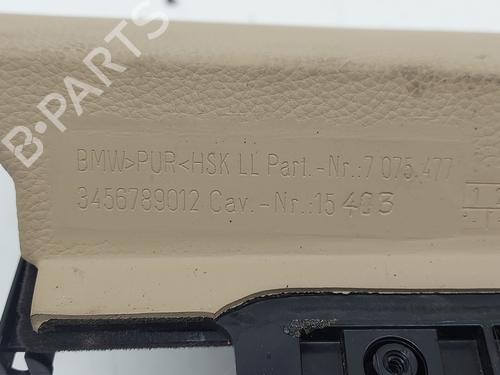 B-Parts
BMW>PUR<HSK LL Part.-Nr.:7 075.477
3456789012 Cav.-Nr.:15 403